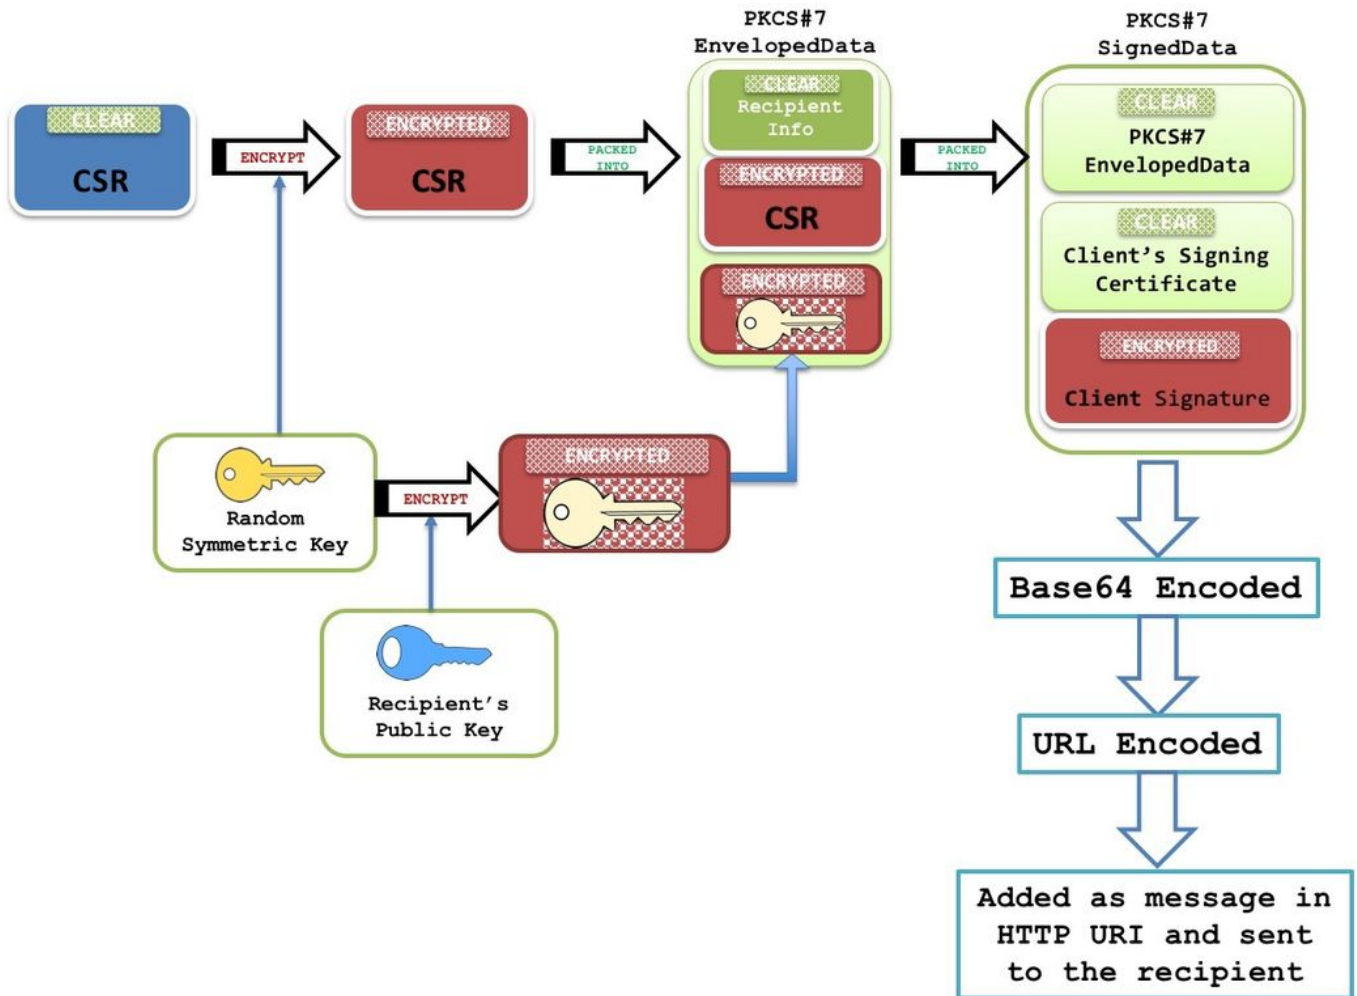 PKCS#7
EnvelopedData
PKCS#7
SignedData
CLEAR
CSR
ENCRYPT
ENCRYPTED
CSR
PACKED
INTO
CLEAR
Recipient
Info
ENCRYPTED
CSR
ENCRYPTED
PACKED
INTO
CLEAR
PKCS#7
EnvelopedData
CLEAR
Client's Signing
Certificate
ENCRYPTED
Client Signature
Random
Symmetric Key
ENCRYPT
ENCRYPTED
Recipient's
Public Key
Base64 Encoded
URL Encoded
Added as message in
HTTP URI and sent
to the recipient